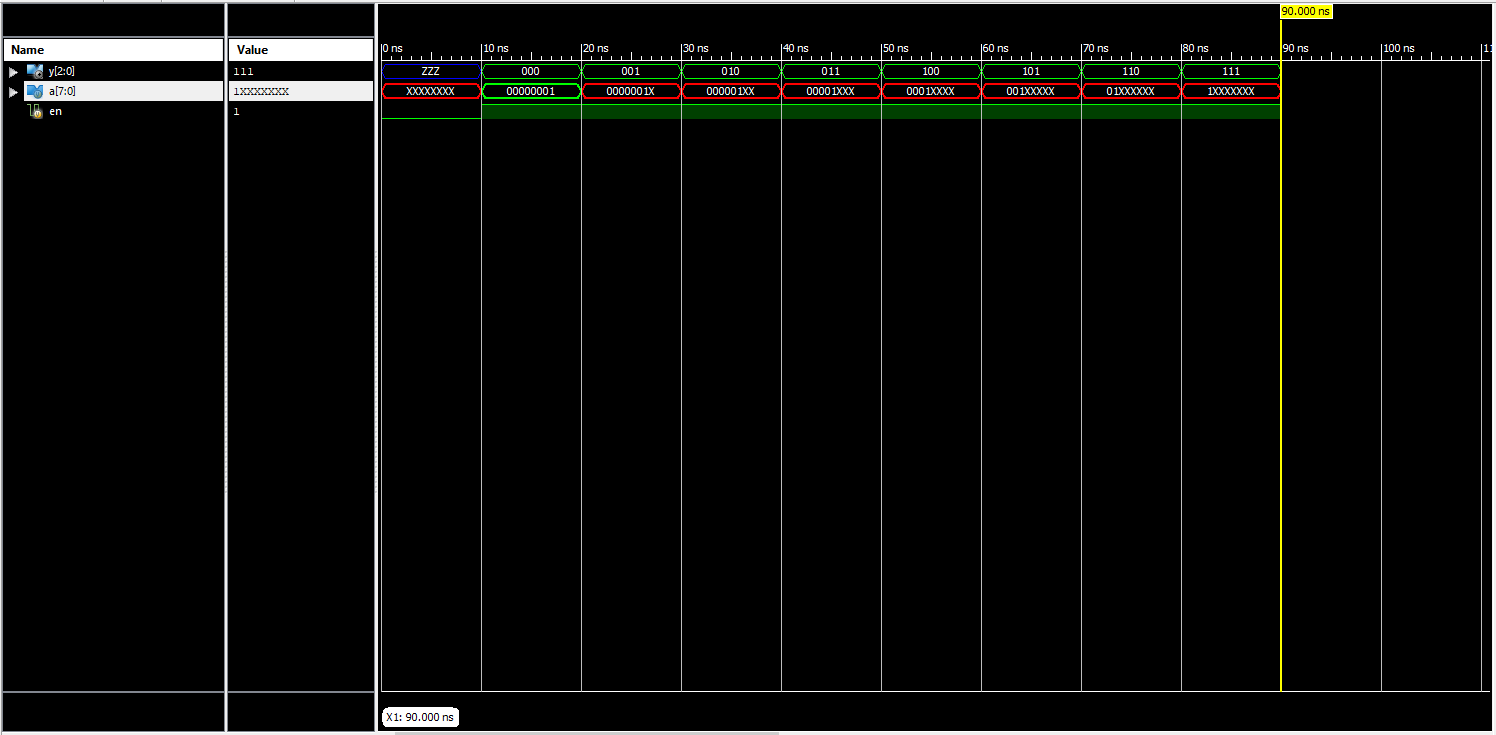 90.000 ns
Name Value 0 ns 10 ns 20 ns 30 ns 40 ns 50 ns 60 ns 70 ns 80 ns 90 ns 100 ns 11
y[2:0] 111 ZZZ 000 001 010 011 100 101 110 111
a[7:0] 1XXXXXXX XXXXXXXX 00000001 0000001X 000001XX 00001XXX 0001XXXX 001XXXXX 01XXXXXX 1XXXXXXX
en 1
X1: 90.000 ns